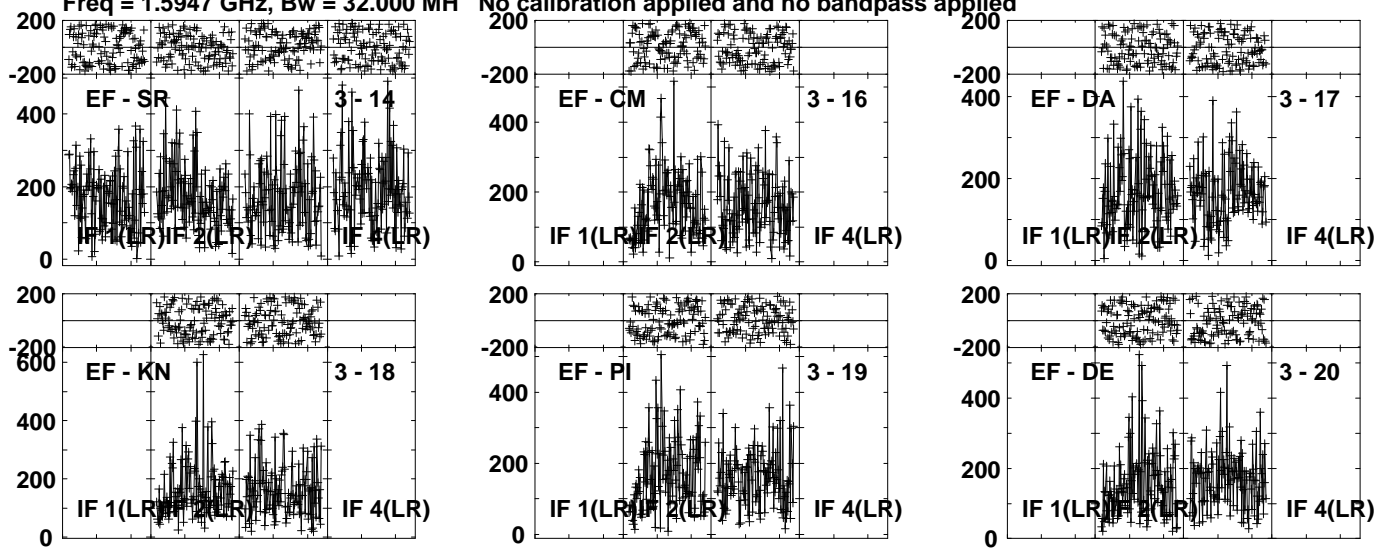 Freq = 1.5947 GHz, Bw = 32.000 MH No calibration applied and no bandpass applied
200
-200
EF - SR
3 - 14
400
200
0
IF 1(LR)
IF 2(LR)
IF 4(LR)
EF - CM
3 - 16
400
200
0
IF 1(LR)
IF 2(LR)
IF 4(LR)
EF - DA
3 - 17
400
200
0
IF 1(LR)
IF 2(LR)
IF 4(LR)
200
-200
EF - KN
3 - 18
600
400
200
0
IF 1(LR)
IF 2(LR)
IF 4(LR)
200
-200
EF - PI
3 - 19
400
200
0
IF 1(LR)
IF 2(LR)
IF 4(LR)
200
-200
EF - DE
3 - 20
400
200
0
IF 1(LR)
IF 2(LR)
IF 4(LR)